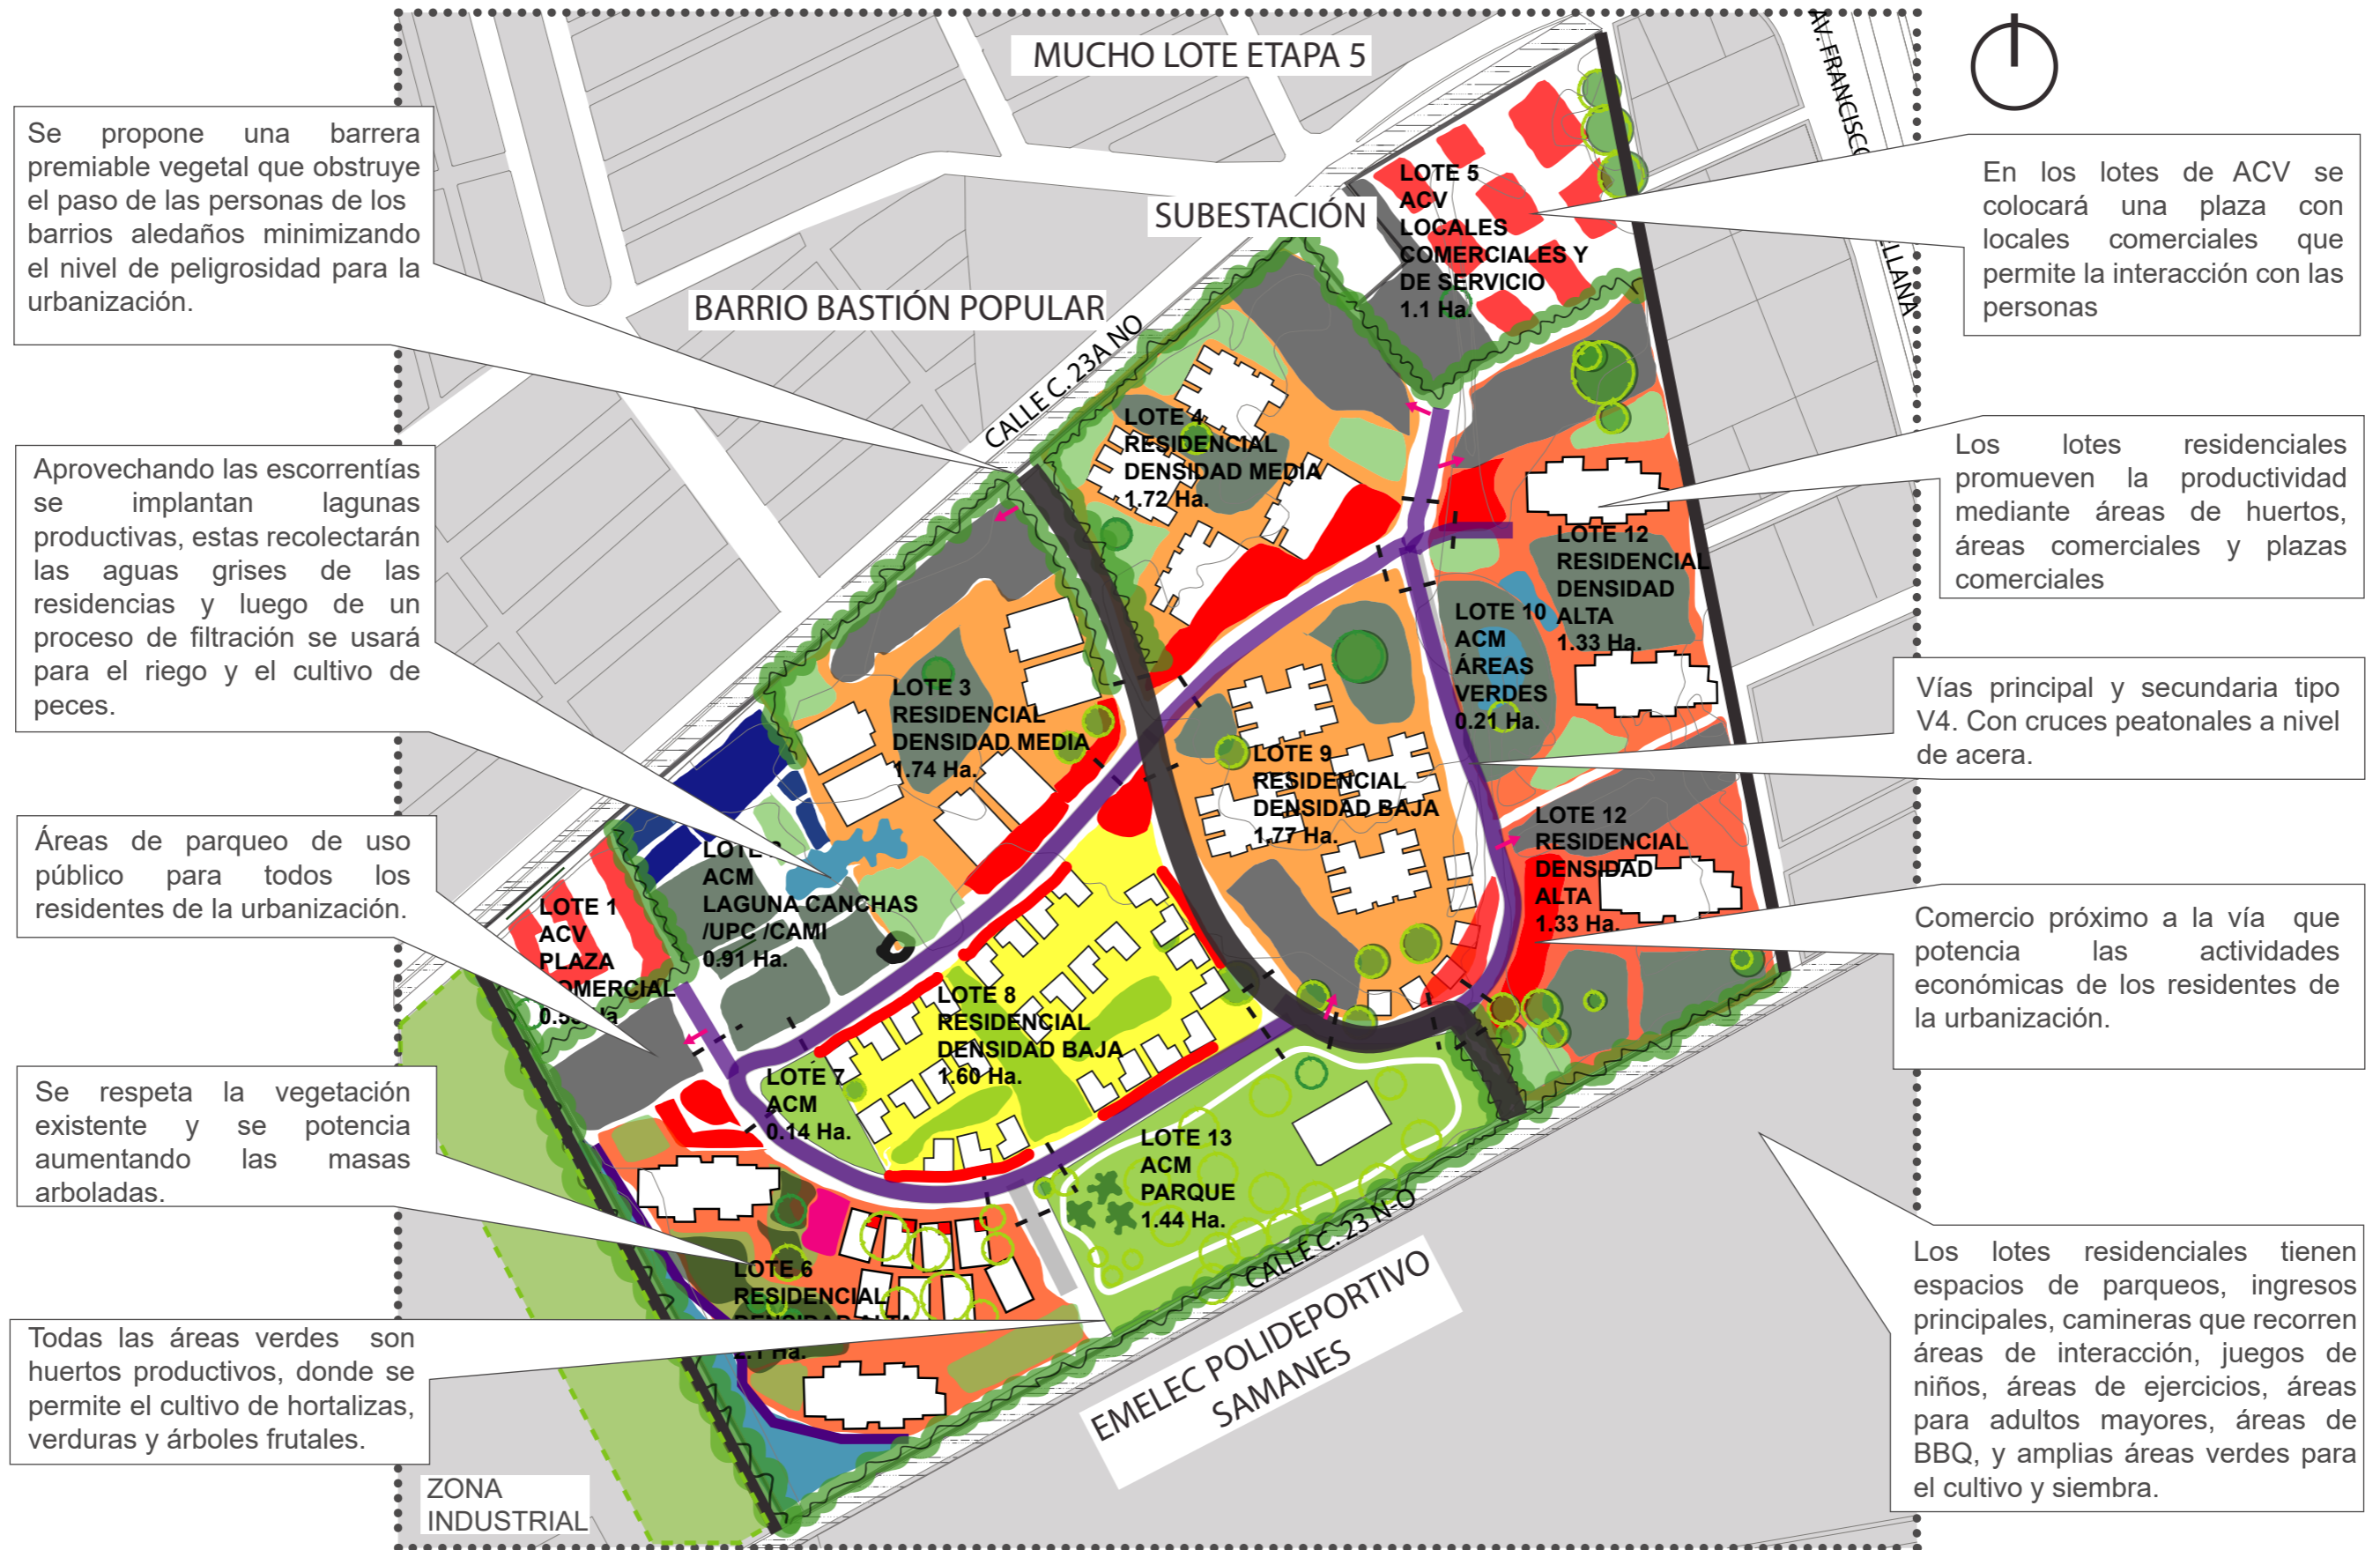 MUCHO LOTE ETAPA 5
AV. FRANCISCO
LLANA
SUBESTACIÓN
BARRIO BASTIÓN POPULAR
CALLE C. 23A NO
Se propone una barrera
premiable vegetal que obstruye
el paso de las personas de los
barrios aledaños minimizando
el nivel de peligrosidad para la
urbanización.
Aprovechando las escorrentías
se implantan lagunas
productivas, estas recolectarán
las aguas grises de las
residencias y luego de un
proceso de filtración se usará
para el riego y el cultivo de
peces.
Áreas de parqueo de uso
público para todos los
residentes de la urbanización.
Se respeta la vegetación
existente y se potencia
aumentando las masas
arboladas.
Todas las áreas verdes son
huertos productivos, donde se
permite el cultivo de hortalizas,
verduras y árboles frutales.
LOTE 5
ACV
LOCALES
COMERCIALES Y
DE SERVICIO
1.1 Ha.
LOTE 4
RESIDENCIAL
DENSIDAD MEDIA
1.72 Ha.
LOTE 12
RESIDENCIAL
DENSIDAD
ALTA
1.33 Ha.
LOTE 10
ACM
ÁREAS
VERDES
0.21 Ha.
LOTE 3
RESIDENCIAL
DENSIDAD MEDIA
1.74 Ha.
LOTE 9
RESIDENCIAL
DENSIDAD BAJA
1.77 Ha.
LOTE 12
RESIDENCIAL
DENSIDAD
ALTA
1.33 Ha.
LOTE
ACM
LAGUNA CANCHAS
/UPC /CAMI
0.91 Ha.
LOTE 1
ACV
PLAZA
OMERCIAL
LOTE 8
RESIDENCIAL
DENSIDAD BAJA
1.60 Ha.
LOTE 7
ACM
0.14 Ha.
LOTE 13
ACM
PARQUE
1.44 Ha.
LOTE 6
RESIDENCIAL
CALLE C. 23 N-O
EMELEC POLIDEPORTIVO
SAMANES
ZONA
INDUSTRIAL
En los lotes de ACV se
colocará una plaza con
locales comerciales que
permite la interacción con las
personas
Los lotes residenciales
promueven la productividad
mediante áreas de huertos,
áreas comerciales y plazas
comerciales
Vías principal y secundaria tipo
V4. Con cruces peatonales a nivel
de acera.
Comercio próximo a la vía que
potencia las actividades
económicas de los residentes de
la urbanización.
Los lotes residenciales tienen
espacios de parqueos, ingresos
principales, camineras que recorren
áreas de interacción, juegos de
niños, áreas de ejercicios, áreas
para adultos mayores, áreas de
BBQ, y amplias áreas verdes para
el cultivo y siembra.